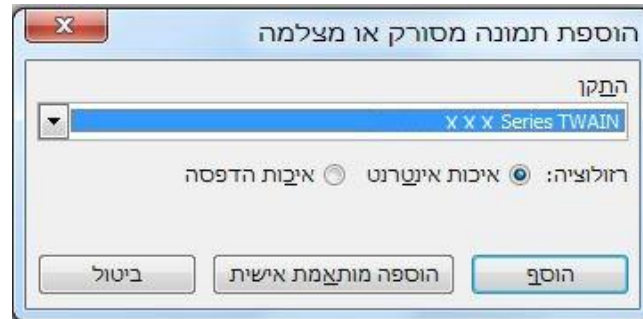 הוספת תמונה מסורק או מצלמה
התקן
X X X Series TWAIN
רזולוציה: איכות אינטרנט איכות הדפסה
הוסף הוספה מותאמת אישית ביטול